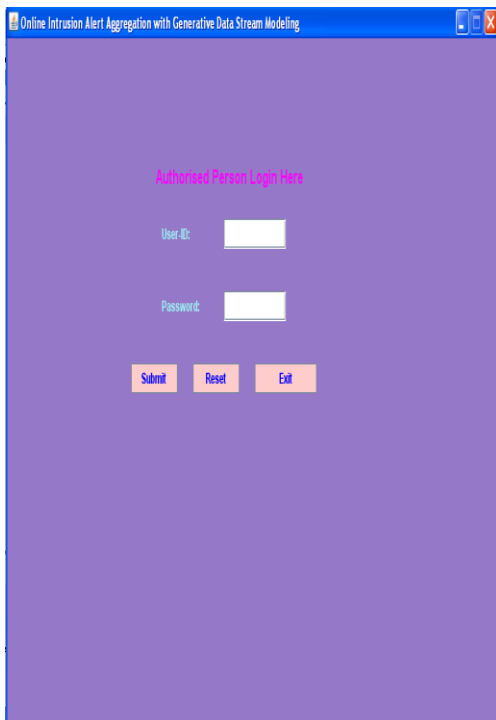 Online Intrusion Alert Aggregation with Generative Data Stream Modeling
Authorised Person Login Here
User-ID:
Password:
Submit Reset Exit